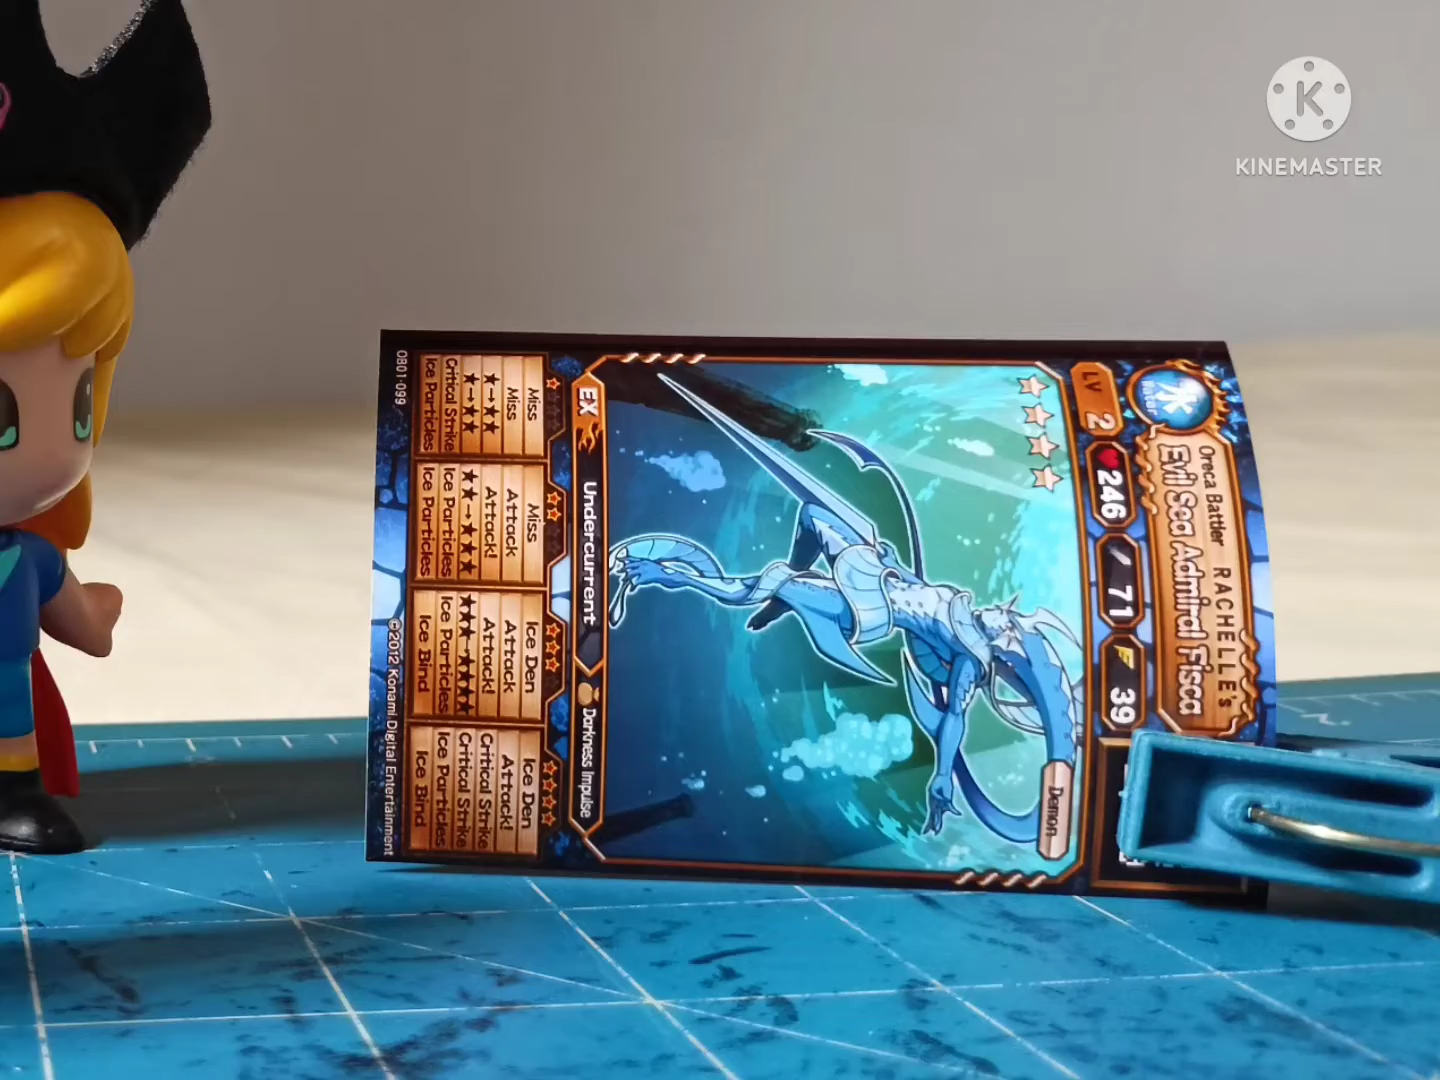 KINEMASTER
Water
Oreca Battler
RACHELLE's
Evil Sea Admiral Fisca
LV 2
246
71
39
Demon
EX Undercurrent
Darkness Impulse
Miss
Miss
★→★★
Critical Strike
Ice Particles
Miss
Attack
Attack!
★★→★★★
Ice Particles
Ice Particles
Ice Den
Attack
Attack!
★★★→★★★★
Ice Particles
Ice Bind
Ice Den
Attack!
Critical Strike
Critical Strike
Ice Particles
Ice Bind
OB01-099
©2012 Konami Digital Entertainment